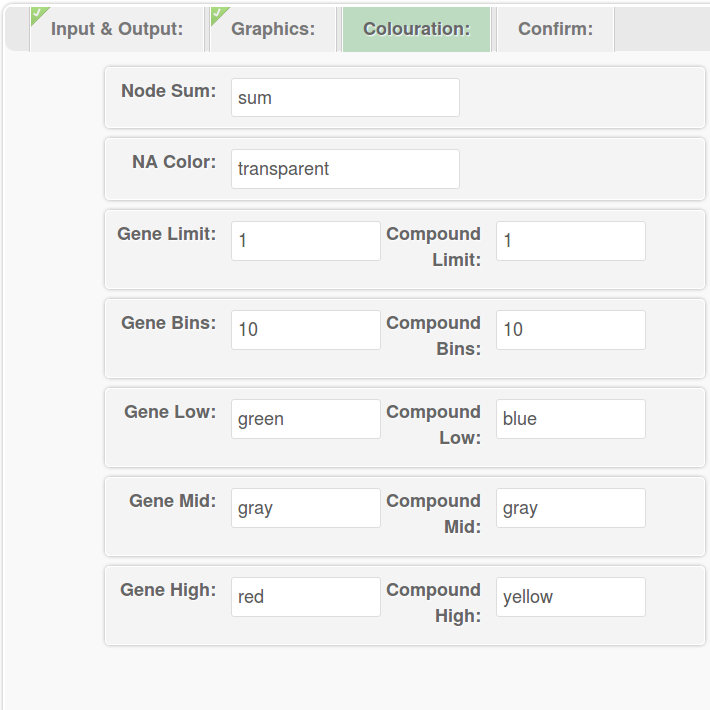 Input & Output: Graphics: Colouration: Confirm:
Node Sum: sum
NA Color: transparent
Gene Limit: 1 Compound Limit: 1
Gene Bins: 10 Compound Bins: 10
Gene Low: green Compound Low: blue
Gene Mid: gray Compound Mid: gray
Gene High: red Compound High: yellow